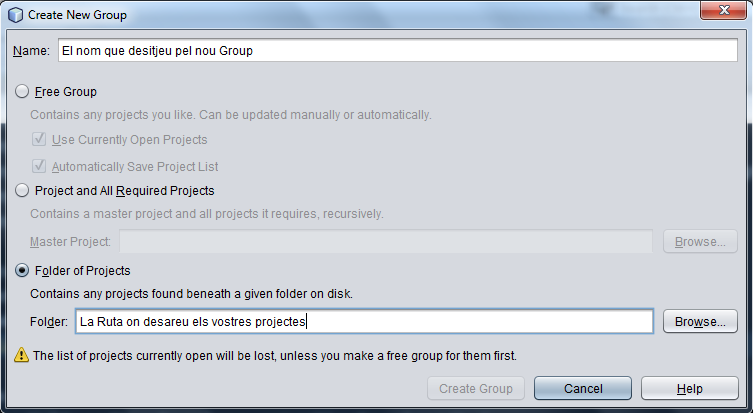 Create New Group
Name: El nom que desitjeu pel nou Group
Free Group
Contains any projects you like. Can be updated manually or automatically.
Use Currently Open Projects
Automatically Save Project List
Project and All Required Projects
Contains a master project and all projects it requires, recursively.
Master Project: Browse...
Folder of Projects
Contains any projects found beneath a given folder on disk.
Folder: La Ruta on desareu els vostres projectes Browse...
The list of projects currently open will be lost, unless you make a free group for them first.
Create Group Cancel Help